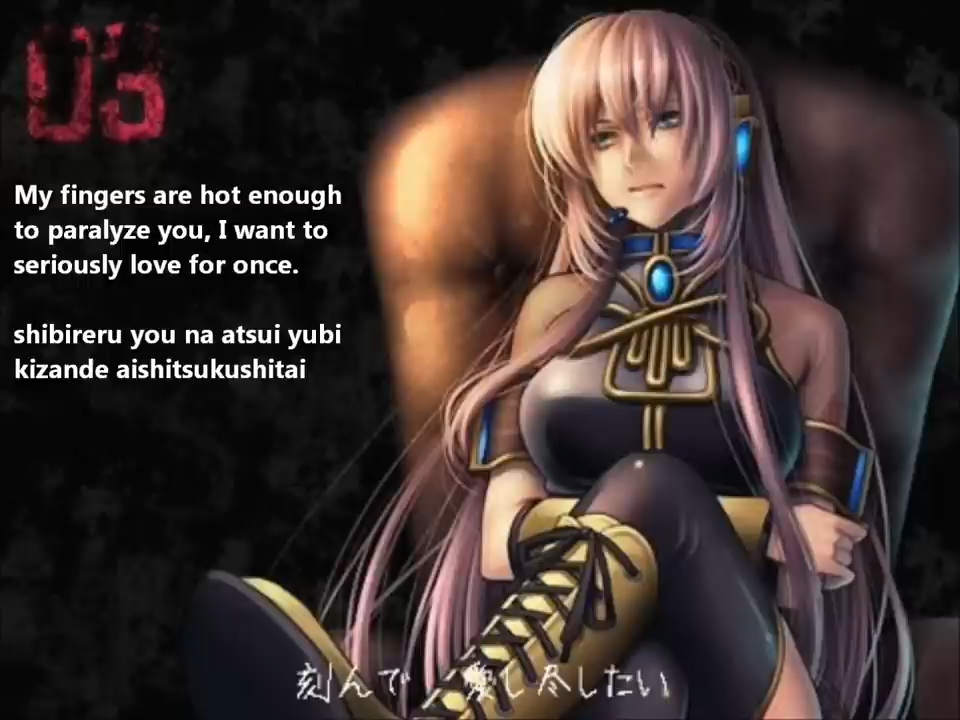 03
My fingers are hot enough
to paralyze you, I want to
seriously love for once.
shibireru you na atsui yubi
kizande aishitsukushitai
刻んで／愛し尽したい